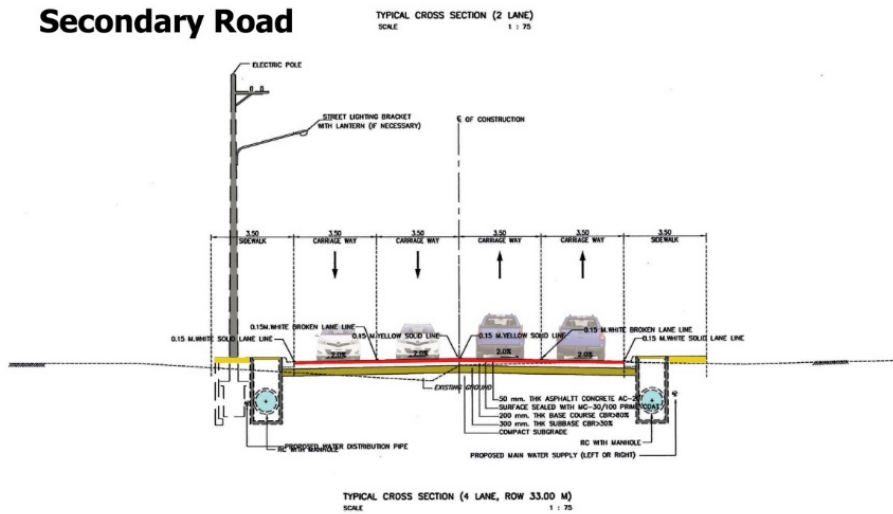 Secondary Road
TYPICAL CROSS SECTION (2 LANE)
SCALE 1 : 75
ELECTRIC POLE
STREET LIGHTING BRACKET
WITH LANTERN (IF NECESSARY)
℄ OF CONSTRUCTION
3.50 3.50 3.50 3.50 3.50 3.50
SIDEWALK CARRIAGE WAY CARRIAGE WAY CARRIAGE WAY CARRIAGE WAY SIDEWALK
0.15M.WHITE BROKEN LANE LINE
0.15 M.YELLOW SOLID LINE
0.15 M.YELLOW SOLID LINE
0.15 M.WHITE BROKEN LANE LINE
0.15 M.WHITE SOLID LANE LINE
0.15 M.WHITE SOLID LANE LINE
2.0% 2.0% 2.0% 2.0%
EXISTING GROUND
50 mm. THK ASPHALTT CONCRETE
SURFACE SEALED WITH MC-30/100 PRIME COAT
200 mm. THK BASE COURSE CBR>80%
300 mm. THK SUBBASE CBR>30%
COMPACT SUBGRADE
PROPOSED WATER DISTRIBUTION PIPE
RC WITH MANHOLE
RC WITH MANHOLE
PROPOSED MAIN WATER SUPPLY (LEFT OR RIGHT)
TYPICAL CROSS SECTION (4 LANE, ROW 33.00 M)
SCALE 1 : 75